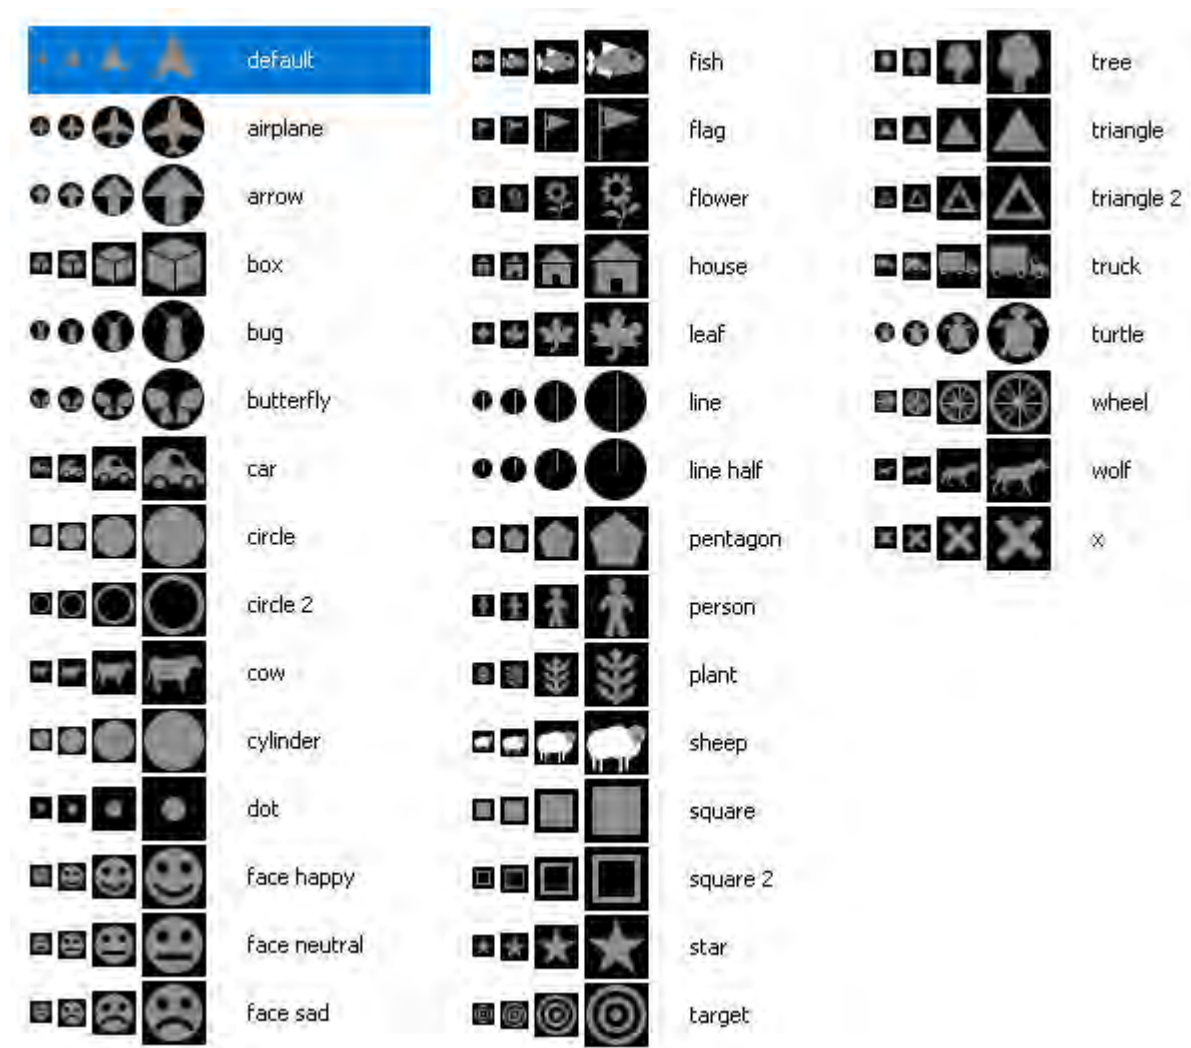 default
airplane
arrow
box
bug
butterfly
car
circle
circle 2
cow
cylinder
dot
face happy
face neutral
face sad
fish
flag
flower
house
leaf
line
line half
pentagon
person
plant
sheep
square
square 2
star
target
tree
triangle
triangle 2
truck
turtle
wheel
wolf
x